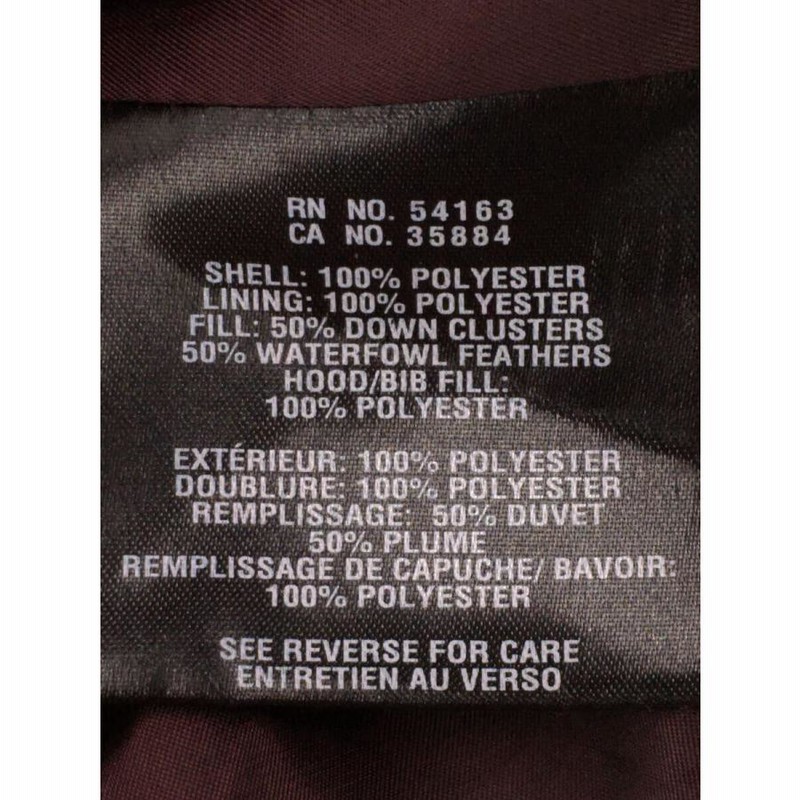 RN NO. 54163
CA NO. 35884
SHELL: 100% POLYESTER
LINING: 100% POLYESTER
FILL: 50% DOWN CLUSTERS
50% WATERFOWL FEATHERS
HOOD/BIB FILL:
100% POLYESTER
EXTÉRIEUR: 100% POLYESTER
DOUBLURE: 100% POLYESTER
REMPLISSAGE: 50% DUVET
50% PLUME
REMPLISSAGE DE CAPUCHE/ BAVOIR:
100% POLYESTER
SEE REVERSE FOR CARE
ENTRETIEN AU VERSO